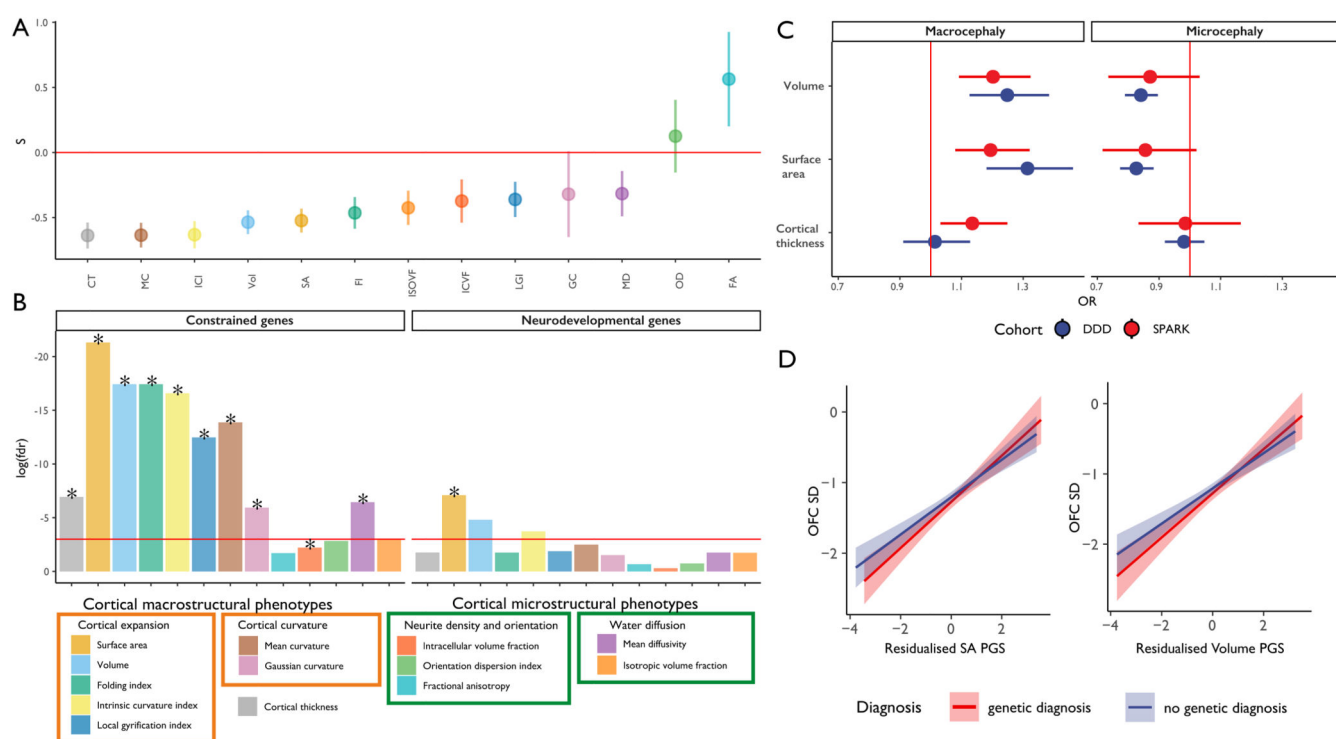 A
1.0
0.5
0.0
-0.5
S
CT
MC
ICI
Vol
SA
FI
ISOVF
ICVF
LGI
GC
MD
OD
FA
B
Constrained genes
Neurodevelopmental genes
-20
-15
-10
-5
0
log(fdr)
*
*
*
*
*
*
*
*
*
*
*
Cortical macrostructural phenotypes
Cortical microstructural phenotypes
Cortical expansion
Surface area
Volume
Folding index
Intrinsic curvature index
Local gyrification index
Cortical curvature
Mean curvature
Gaussian curvature
Cortical thickness
Neurite density and orientation
Intracellular volume fraction
Orientation dispersion index
Fractional anisotropy
Water diffusion
Mean diffusivity
Isotropic volume fraction
C
Macrocephaly
Microcephaly
Volume
Surface
area
Cortical
thickness
0.7 0.9 1.1 1.3
0.7 0.9 1.1 1.3
OR
Cohort DDD SPARK
D
0
−1
−2
OFC SD
−4 −2 0 2 4
Residualised SA PGS
0
−1
−2
OFC SD
−4 −2 0 2 4
Residualised Volume PGS
Diagnosis genetic diagnosis no genetic diagnosis